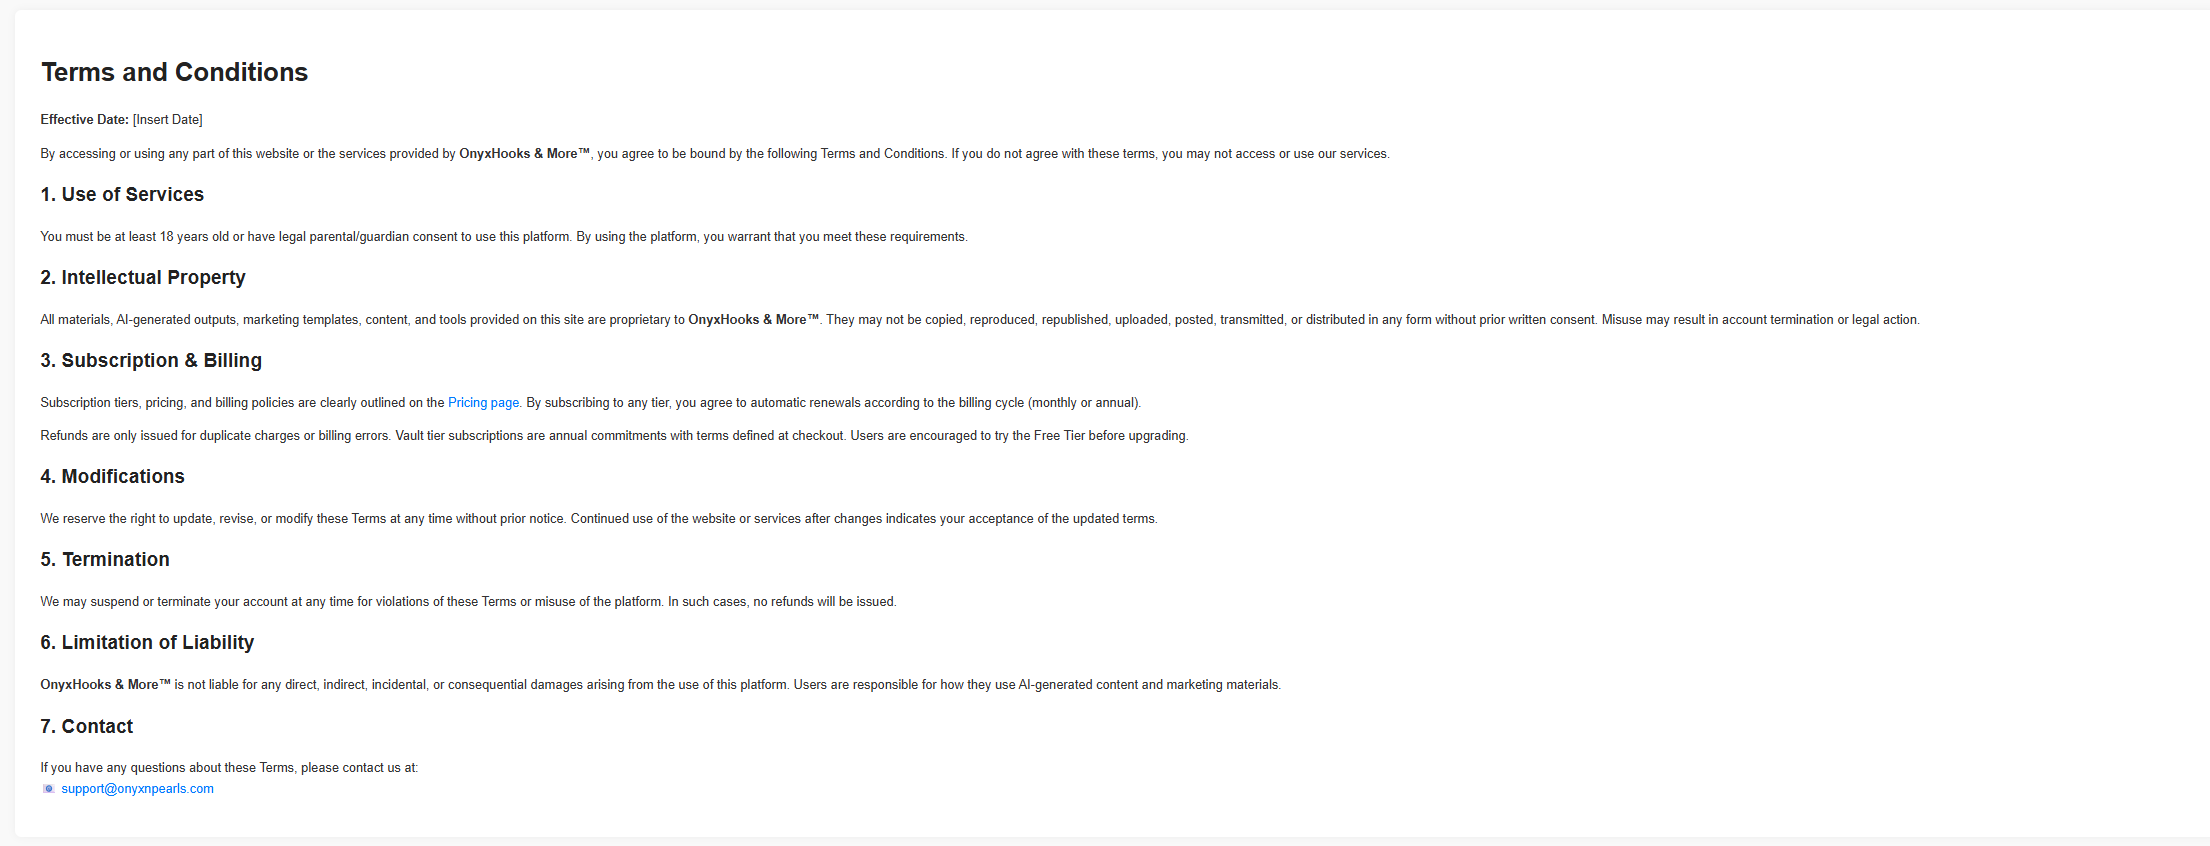 Terms and Conditions
Effective Date: [Insert Date]
By accessing or using any part of this website or the services provided by OnyxHooks & More™, you agree to be bound by the following Terms and Conditions. If you do not agree with these terms, you may not access or use our services.
1. Use of Services
You must be at least 18 years old or have legal parental/guardian consent to use this platform. By using the platform, you warrant that you meet these requirements.
2. Intellectual Property
All materials, AI-generated outputs, marketing templates, content, and tools provided on this site are proprietary to OnyxHooks & More™. They may not be copied, reproduced, republished, uploaded, posted, transmitted, or distributed in any form without prior written consent. Misuse may result in account termination or legal action.
3. Subscription & Billing
Subscription tiers, pricing, and billing policies are clearly outlined on the Pricing page. By subscribing to any tier, you agree to automatic renewals according to the billing cycle (monthly or annual).
Refunds are only issued for duplicate charges or billing errors. Vault tier subscriptions are annual commitments with terms defined at checkout. Users are encouraged to try the Free Tier before upgrading.
4. Modifications
We reserve the right to update, revise, or modify these Terms at any time without prior notice. Continued use of the website or services after changes indicates your acceptance of the updated terms.
5. Termination
We may suspend or terminate your account at any time for violations of these Terms or misuse of the platform. In such cases, no refunds will be issued.
6. Limitation of Liability
OnyxHooks & More™ is not liable for any direct, indirect, incidental, or consequential damages arising from the use of this platform. Users are responsible for how they use AI-generated content and marketing materials.
7. Contact
If you have any questions about these Terms, please contact us at:
support@onyxnpearls.com